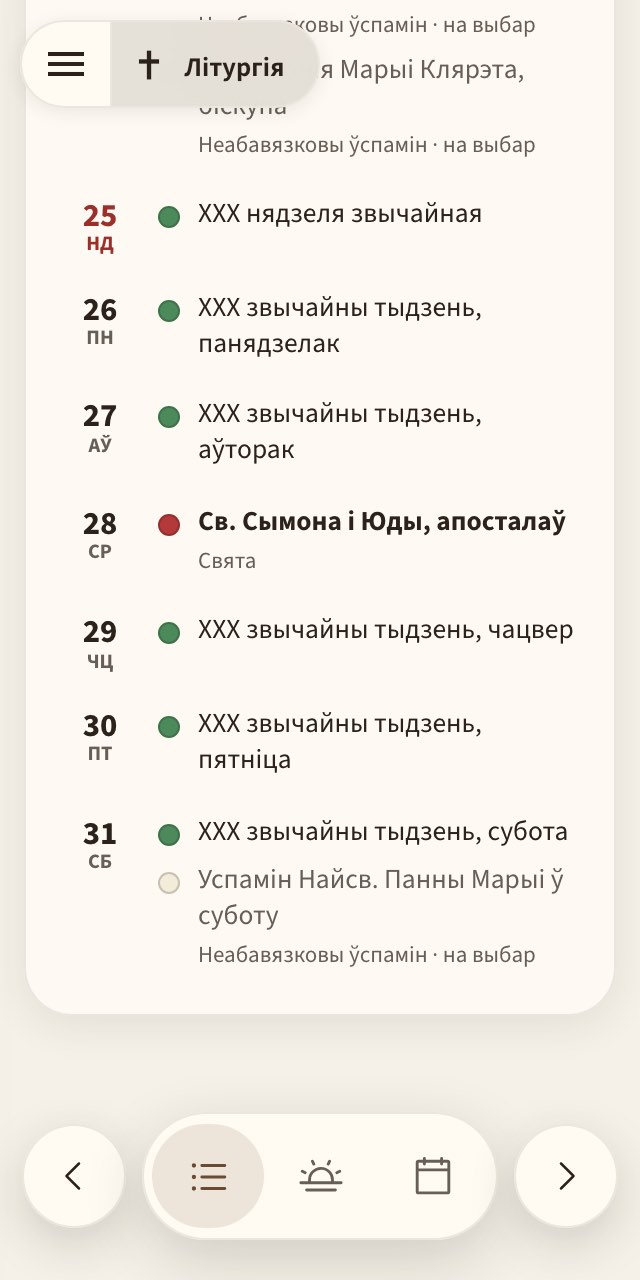 ковы ўспамін · на выбар
Літургія
я Марыі Клярэта,
біскупа
Неабавязковы ўспамін · на выбар
25
НД
XXX нядзеля звычайная
26
ПН
XXX звычайны тыдзень,
панядзелак
27
АЎ
XXX звычайны тыдзень,
аўторак
28
СР
Св. Сымона і Юды, апосталаў
Свята
29
ЧЦ
XXX звычайны тыдзень, чацвер
30
ПТ
XXX звычайны тыдзень,
пятніца
31
СБ
XXX звычайны тыдзень, субота
Успамін Найсв. Панны Марыі ў
суботу
Неабавязковы ўспамін · на выбар